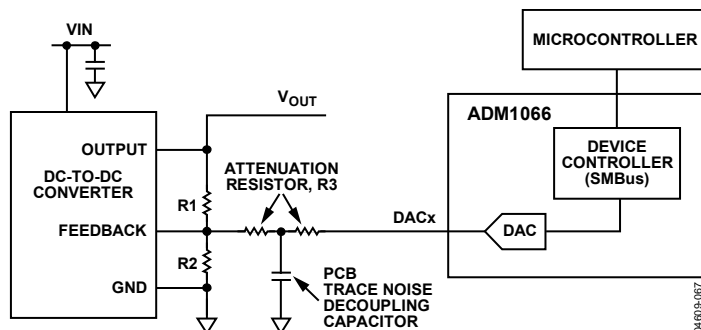 VIN
MICROCONTROLLER
VOUT
ADM1066
OUTPUT
DEVICE
CONTROLLER
(SMBus)
DC-TO-DC
CONVERTER
ATTENUATION
RESISTOR, R3
DACx
R1
DAC
FEEDBACK
R2
PCB
TRACE NOISE
DECOUPLING
CAPACITOR
GND
04609-067